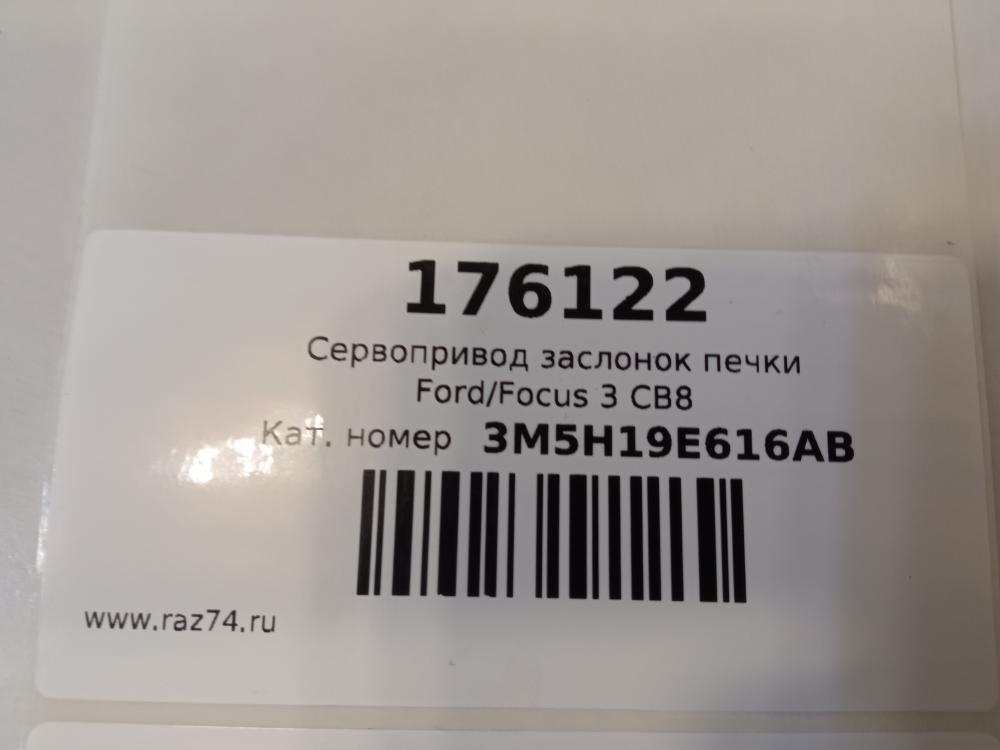 176122
Сервопривод заслонок печки
Ford/Focus 3 CB8
Кат. номер 3M5H19E616AB
www.raz74.ru